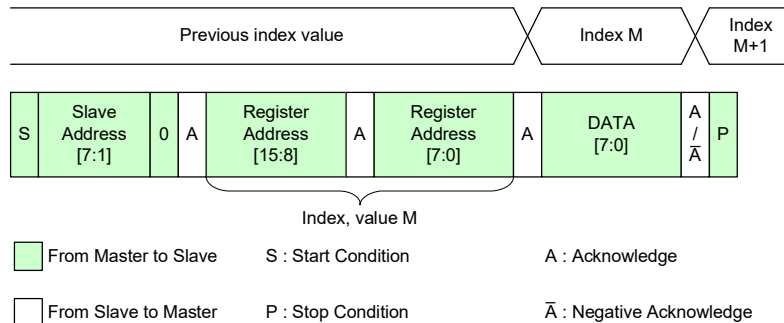 Previous index value
Index M
Index
M+1
S
Slave
Address
[7:1]
0
A
Register
Address
[15:8]
A
Register
Address
[7:0]
A
DATA
[7:0]
A
/
A̅
P
Index, value M
From Master to Slave
S : Start Condition
A : Acknowledge
From Slave to Master
P : Stop Condition
A̅ : Negative Acknowledge